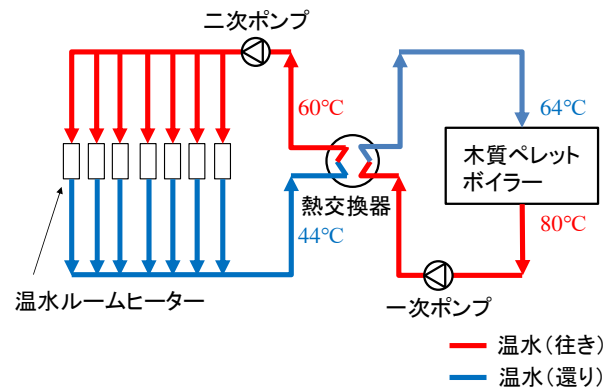 二次ポンプ
60℃
64℃
木質ペレット
ボイラー
熱交換器
44℃
80℃
温水ルームヒーター
一次ポンプ
温水(往き)
温水(還り)